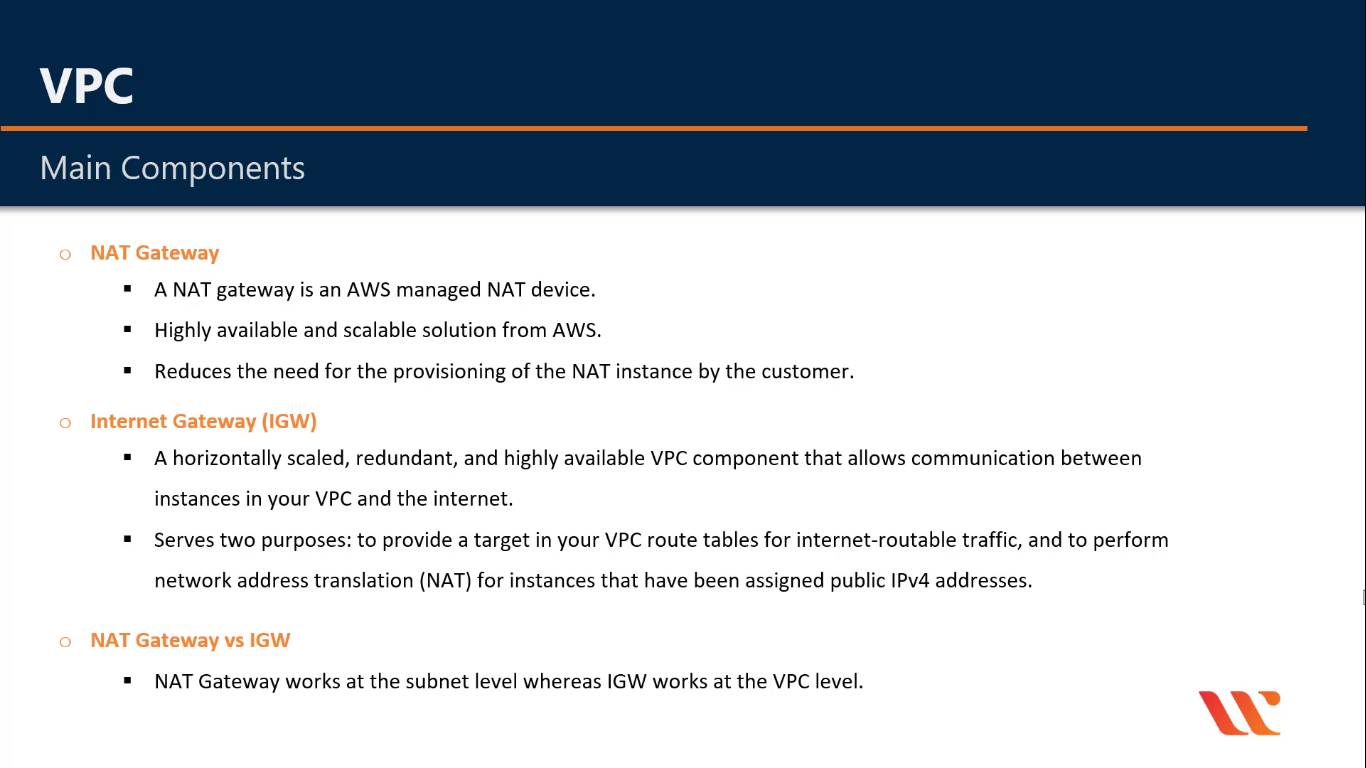 VPC
Main Components
o NAT Gateway
▪ A NAT gateway is an AWS managed NAT device.
▪ Highly available and scalable solution from AWS.
▪ Reduces the need for the provisioning of the NAT instance by the customer.
o Internet Gateway (IGW)
▪ A horizontally scaled, redundant, and highly available VPC component that allows communication between
instances in your VPC and the internet.
▪ Serves two purposes: to provide a target in your VPC route tables for internet-routable traffic, and to perform
network address translation (NAT) for instances that have been assigned public IPv4 addresses.
o NAT Gateway vs IGW
▪ NAT Gateway works at the subnet level whereas IGW works at the VPC level.